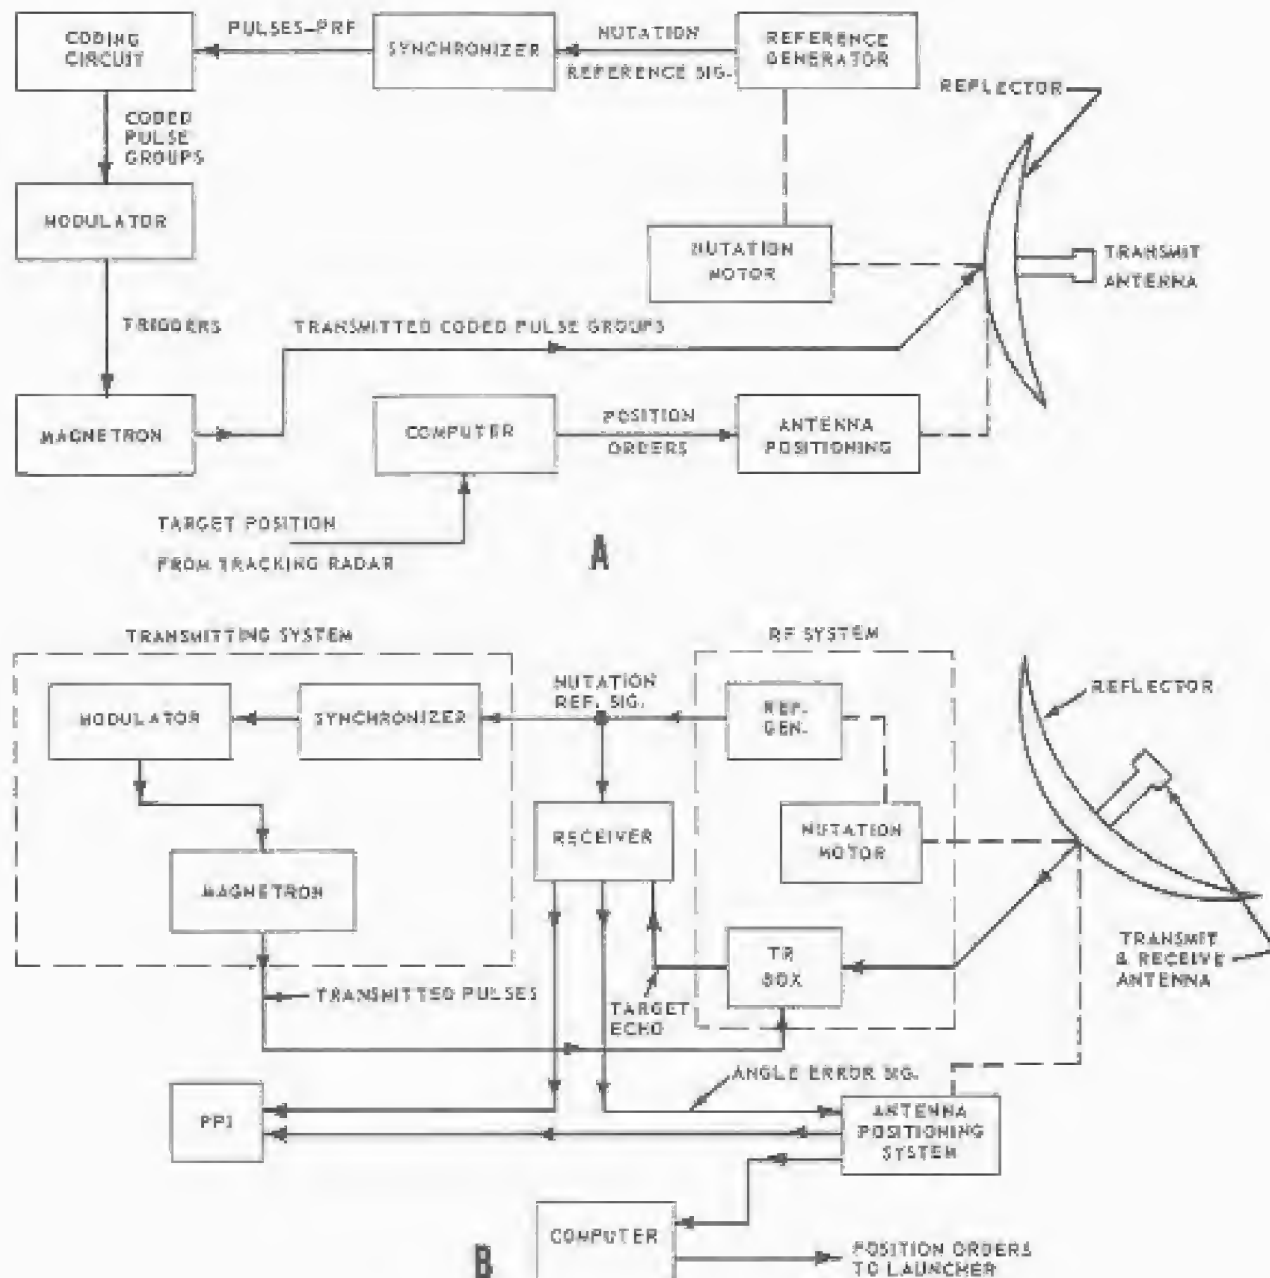 CODING
CIRCUIT
PULSES-PRF
SYNCHRONIZER
NUTATION
REFERENCE SIG.
REFERENCE
GENERATOR
REFLECTOR
CODED
PULSE
GROUPS
MODULATOR
NUTATION
MOTOR
TRANSMIT
ANTENNA
TRIGGERS
TRANSMITTED CODED PULSE GROUPS
MAGNETRON
COMPUTER
POSITION
ORDERS
ANTENNA
POSITIONING
TARGET POSITION
FROM TRACKING RADAR
A
TRANSMITTING SYSTEM
RF SYSTEM
MODULATOR
SYNCHRONIZER
NUTATION
REF. SIG.
REF.
GEN.
REFLECTOR
RECEIVER
NUTATION
MOTOR
MAGNETRON
TR
BOX
TRANSMIT
& RECEIVE
ANTENNA
TRANSMITTED PULSES
TARGET
ECHO
ANGLE ERROR SIG.
PPI
ANTENNA
POSITIONING
SYSTEM
COMPUTER
POSITION ORDERS
TO LAUNCHER
B